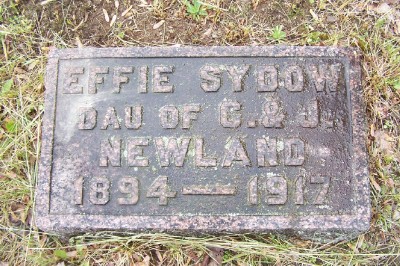 EFFIE SYDOW
DAU OF C. & J.
NEWLAND
1894 — 1917